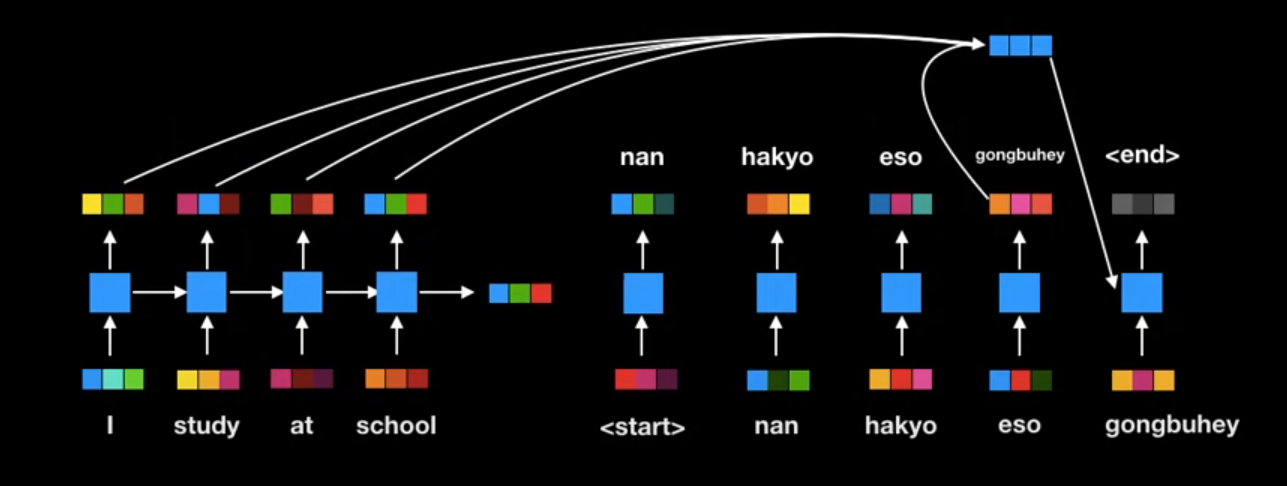 nan hakyo eso gongbuhey <end>
I study at school <start> nan hakyo eso gongbuhey